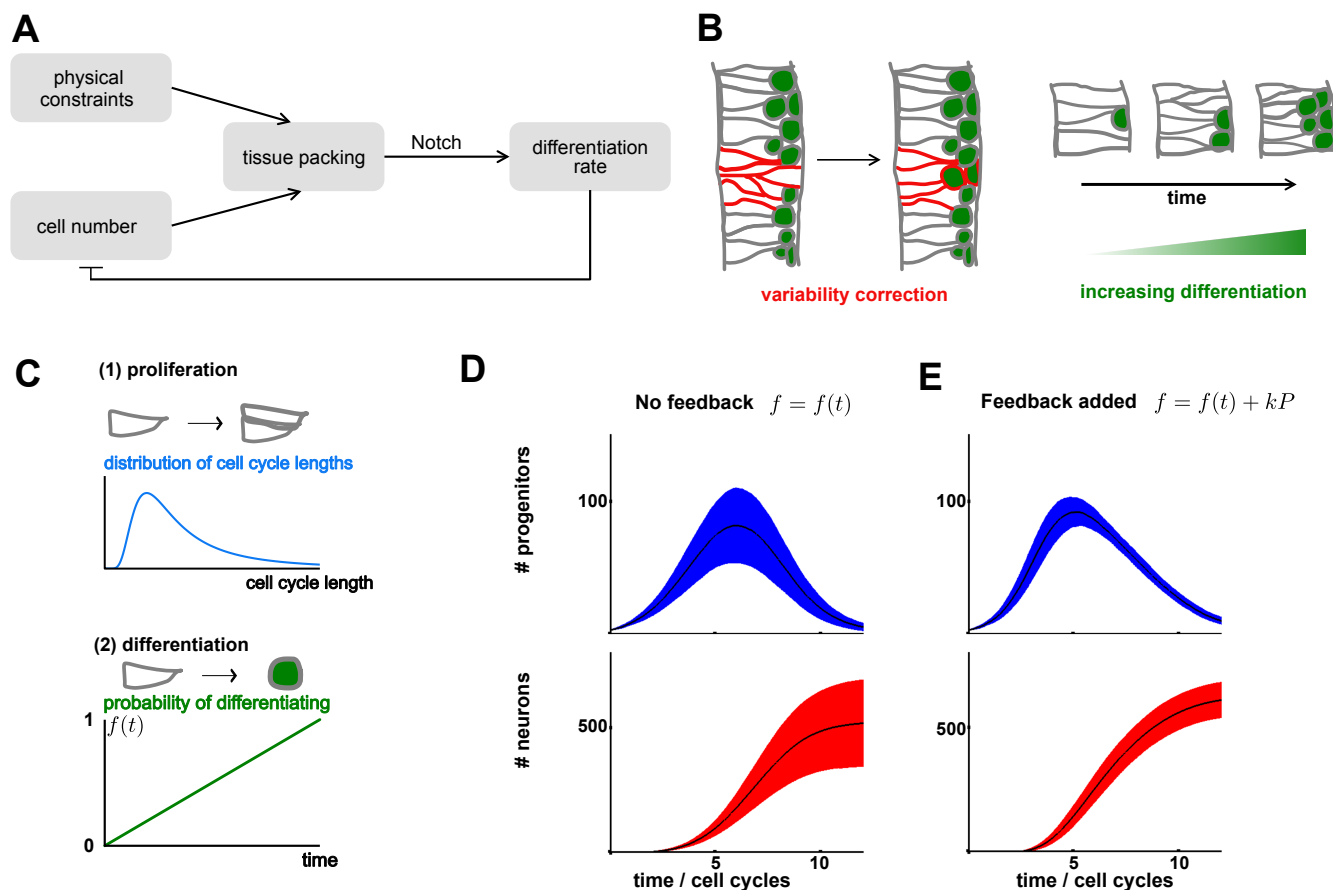 A
physical
constraints
cell number
tissue packing
Notch
differentiation
rate
B
variability correction
time
increasing differentiation
C
(1) proliferation
distribution of cell cycle lengths
cell cycle length
(2) differentiation
probability of differentiating
1
f(t)
0
time
D
No feedback f = f(t)
# progenitors
100
# neurons
500
5
10
time / cell cycles
E
Feedback added f = f(t) + kP
100
500
5
10
time / cell cycles